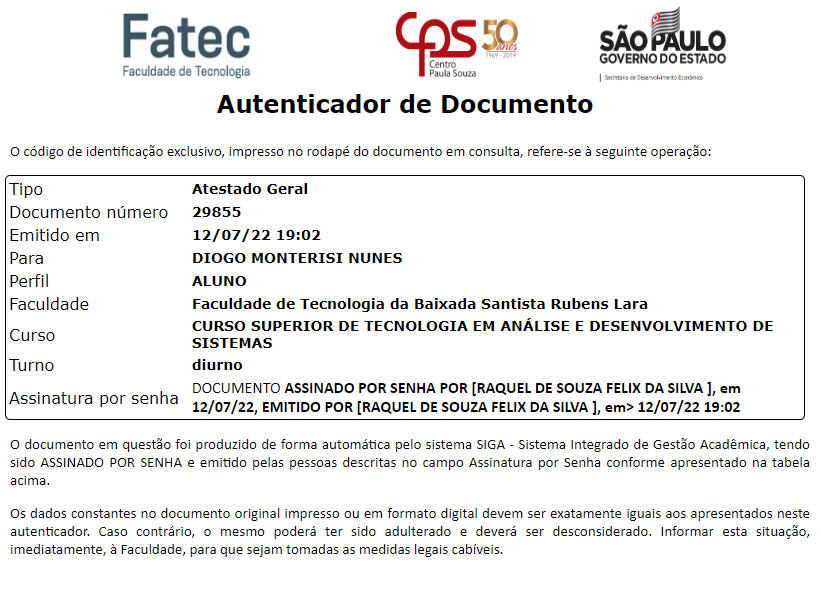 Fatec
Faculdade de Tecnologia
CPS
50
anos
1969 - 2019
Centro
Paula Souza
SÃO PAULO
GOVERNO DO ESTADO
Secretaria de Desenvolvimento Econômico
Autenticador de Documento
O código de identificação exclusivo, impresso no rodapé do documento em consulta, refere-se à seguinte operação:
Tipo Atestado Geral
Documento número 29855
Emitido em 12/07/22 19:02
Para DIOGO MONTERISI NUNES
Perfil ALUNO
Faculdade Faculdade de Tecnologia da Baixada Santista Rubens Lara
Curso CURSO SUPERIOR DE TECNOLOGIA EM ANÁLISE E DESENVOLVIMENTO DE
SISTEMAS
Turno diurno
Assinatura por senha DOCUMENTO ASSINADO POR SENHA POR [RAQUEL DE SOUZA FELIX DA SILVA ], em
12/07/22, EMITIDO POR [RAQUEL DE SOUZA FELIX DA SILVA ], em> 12/07/22 19:02
O documento em questão foi produzido de forma automática pelo sistema SIGA - Sistema Integrado de Gestão Acadêmica, tendo
sido ASSINADO POR SENHA e emitido pelas pessoas descritas no campo Assinatura por Senha conforme apresentado na tabela
acima.
Os dados constantes no documento original impresso ou em formato digital devem ser exatamente iguais aos apresentados neste
autenticador. Caso contrário, o mesmo poderá ter sido adulterado e deverá ser desconsiderado. Informar esta situação,
imediatamente, à Faculdade, para que sejam tomadas as medidas legais cabíveis.